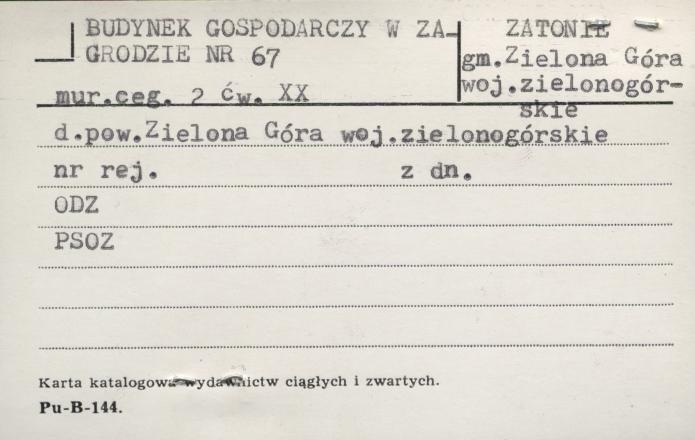 BUDYNEK GOSPODARCZY W ZA-
GRODZIE NR 67
mur.ceg. 2 ćw. XX
ZATONIE
gm.Zielona Góra
woj.zielonogór-
skie
d.pow.Zielona Góra woj.zielonogórskie
nr rej. z dn.
ODZ
PSOZ
Karta katalogowa wydawnictw ciągłych i zwartych.
Pu-B-144.